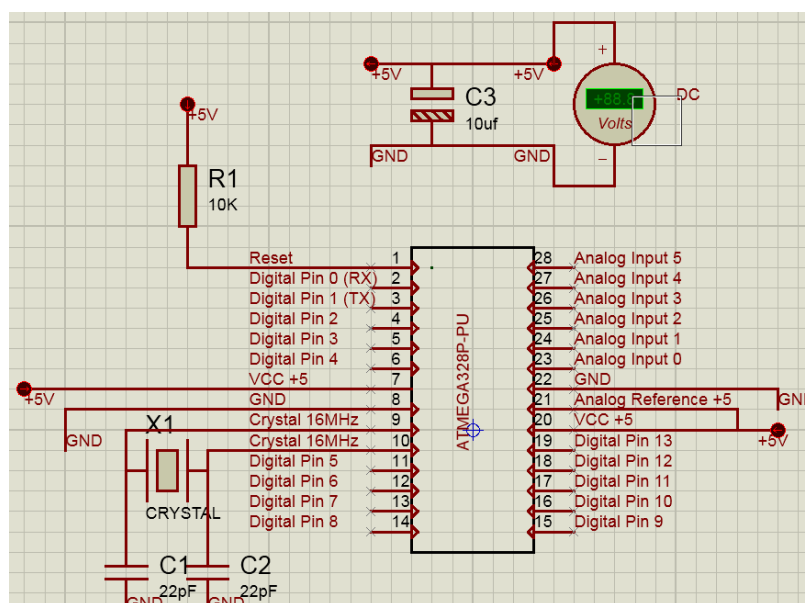 +5V
+5V
+88.8
Volts
+
−
DC
C3
10uf
GND
GND
+5V
R1
10K
Reset 1
Digital Pin 0 (RX) 2
Digital Pin 1 (TX) 3
Digital Pin 2 4
Digital Pin 3 5
Digital Pin 4 6
VCC +5 7
GND 8
Crystal 16MHz 9
Crystal 16MHz 10
Digital Pin 5 11
Digital Pin 6 12
Digital Pin 7 13
Digital Pin 8 14
ATMEGA328P-PU
28 Analog Input 5
27 Analog Input 4
26 Analog Input 3
25 Analog Input 2
24 Analog Input 1
23 Analog Input 0
22 GND
21 Analog Reference +5
20 VCC +5
19 Digital Pin 13
18 Digital Pin 12
17 Digital Pin 11
16 Digital Pin 10
15 Digital Pin 9
+5V
GND
GND
+5V
X1
CRYSTAL
C1
22pF
GND
C2
22pF
GND